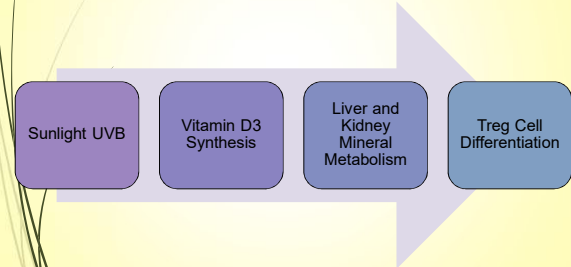 Sunlight UVB
Vitamin D3
Synthesis
Liver and
Kidney
Mineral
Metabolism
Treg Cell
Differentiation